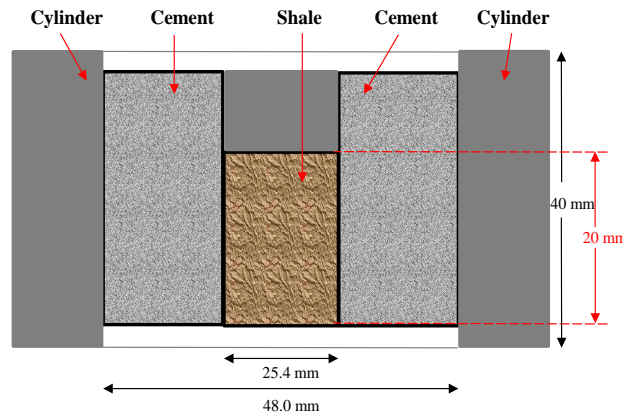 Cylinder Cement Shale Cement Cylinder
40 mm
20 mm
25.4 mm
48.0 mm